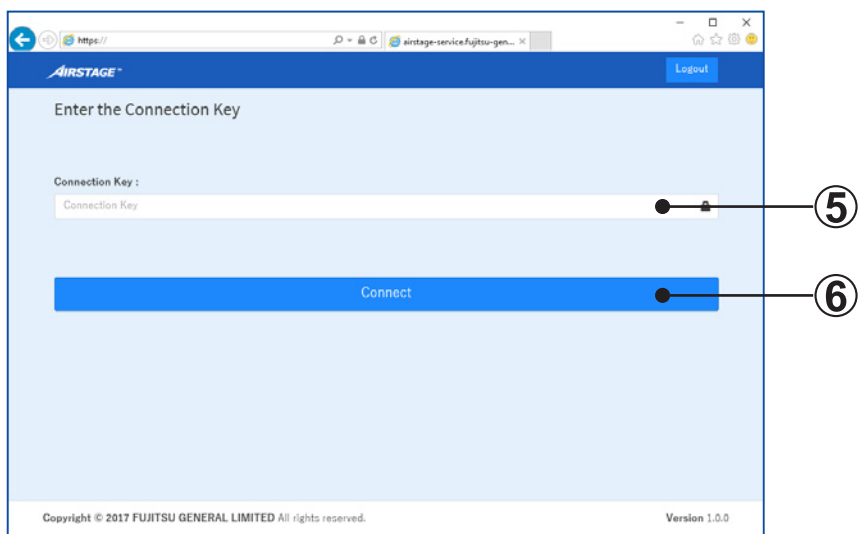 https://
airstage-service.fujitsu-gen...
AIRSTAGE™
Logout
Enter the Connection Key
Connection Key :
Connection Key
⑤
Connect
⑥
Copyright © 2017 FUJITSU GENERAL LIMITED All rights reserved.
Version 1.0.0